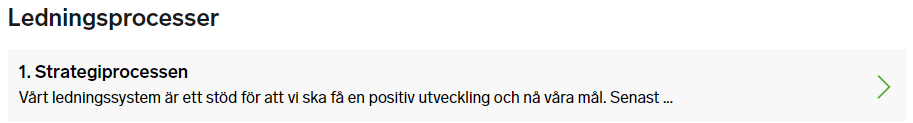 Ledningsprocesser
1. Strategiprocessen
Vårt ledningssystem är ett stöd för att vi ska få en positiv utveckling och nå våra mål. Senast ...